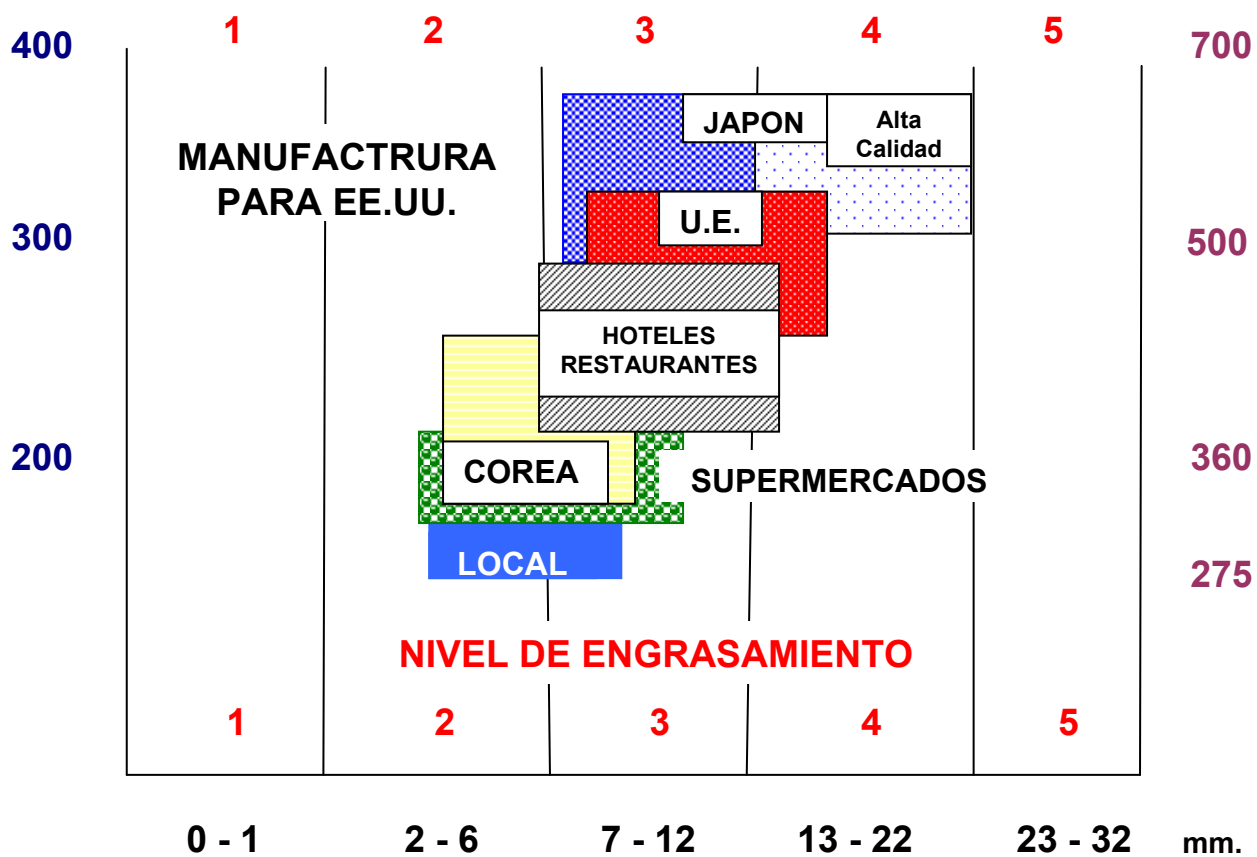 1 2 3 4 5
400 700
JAPON Alta
Calidad
MANUFACTRURA
PARA EE.UU.
U.E.
300 500
HOTELES
RESTAURANTES
200 360
COREA SUPERMERCADOS
LOCAL
275
NIVEL DE ENGRASAMIENTO
1 2 3 4 5
0 - 1 2 - 6 7 - 12 13 - 22 23 - 32 mm.